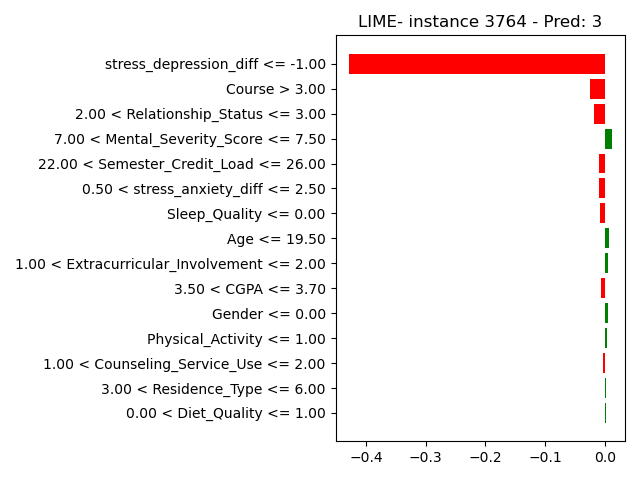 LIME- instance 3764 - Pred: 3
stress_depression_diff <= -1.00
Course > 3.00
2.00 < Relationship_Status <= 3.00
7.00 < Mental_Severity_Score <= 7.50
22.00 < Semester_Credit_Load <= 26.00
0.50 < stress_anxiety_diff <= 2.50
Sleep_Quality <= 0.00
Age <= 19.50
1.00 < Extracurricular_Involvement <= 2.00
3.50 < CGPA <= 3.70
Gender <= 0.00
Physical_Activity <= 1.00
1.00 < Counseling_Service_Use <= 2.00
3.00 < Residence_Type <= 6.00
0.00 < Diet_Quality <= 1.00
−0.4 −0.3 −0.2 −0.1 0.0